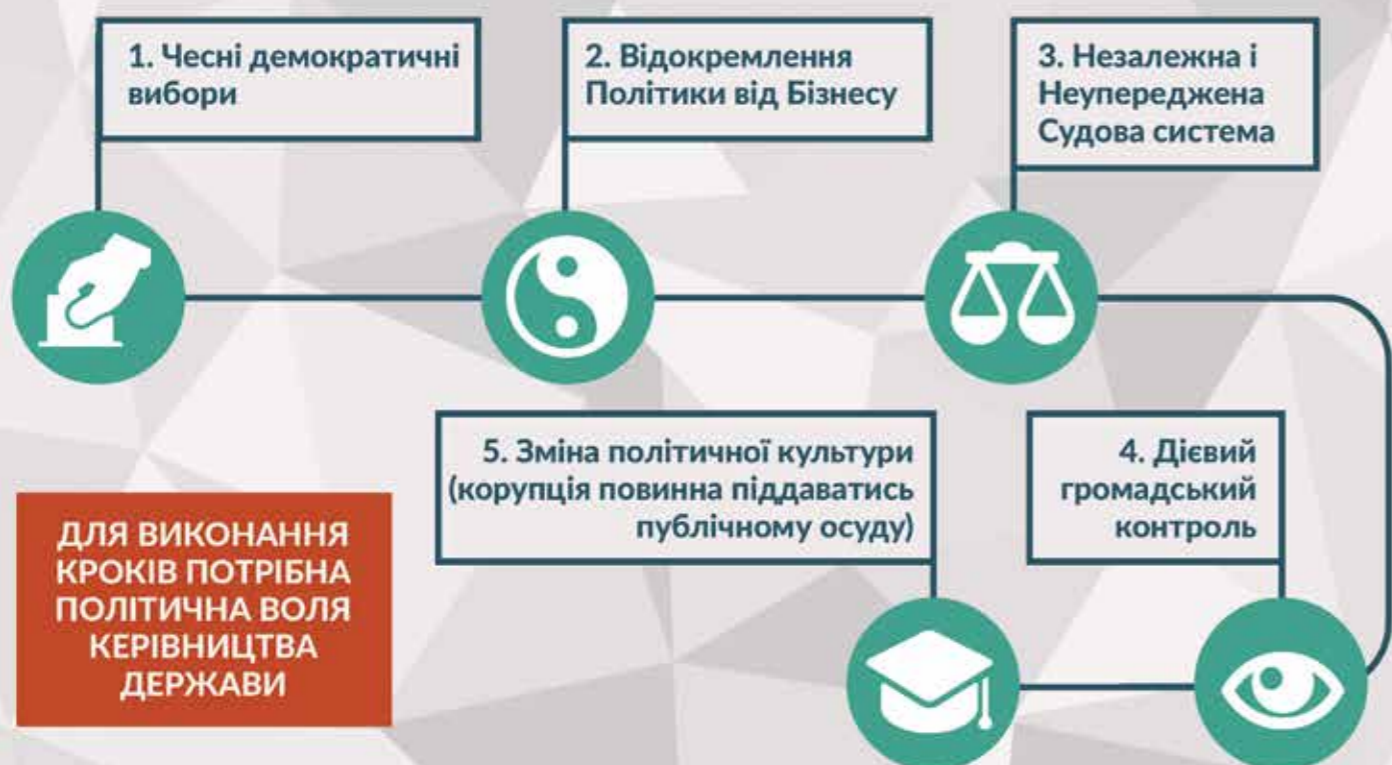 1. Чесні демократичні
вибори
2. Відокремлення
Політики від Бізнесу
3. Незалежна і
Неупереджена
Судова система
4. Дієвий
громадський
контроль
5. Зміна політичної культури
(корупція повинна піддаватись
публічному осуду)
ДЛЯ ВИКОНАННЯ
КРОКІВ ПОТРІБНА
ПОЛІТИЧНА ВОЛЯ
КЕРІВНИЦТВА
ДЕРЖАВИ